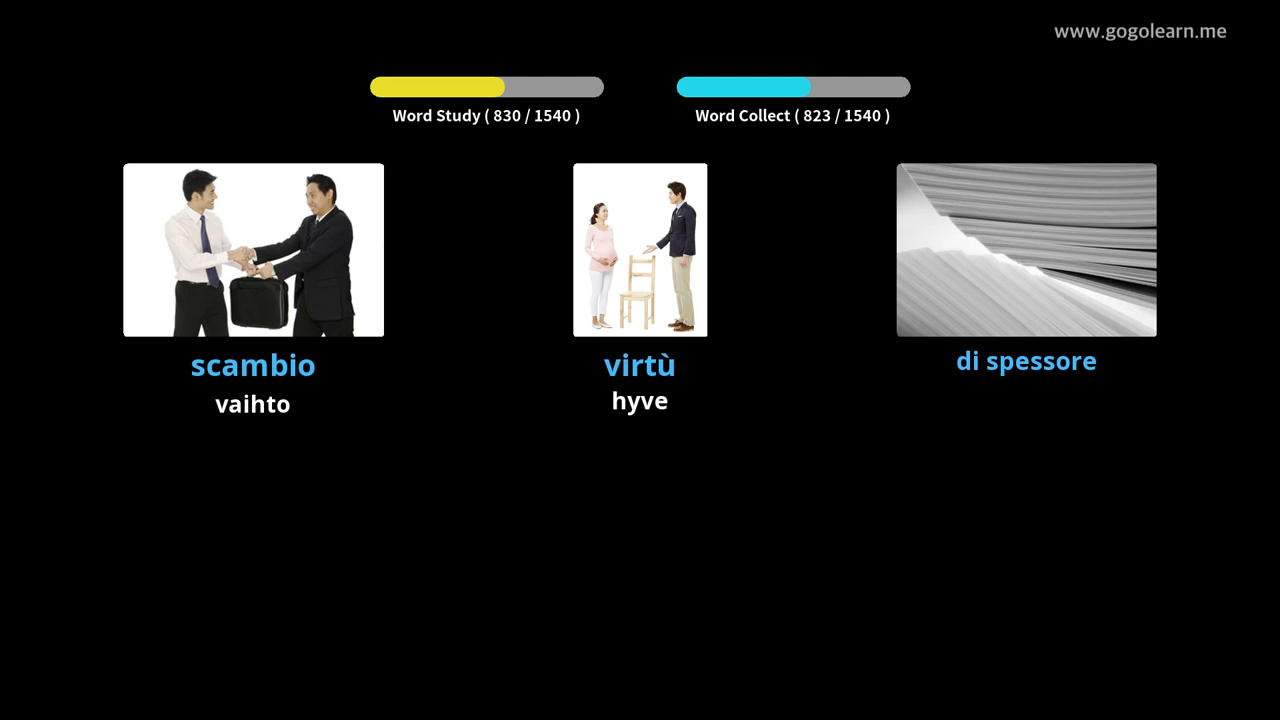 www.gogolearn.me
Word Study ( 830 / 1540 )
Word Collect ( 823 / 1540 )
scambio
vaihto
virtù
hyve
di spessore